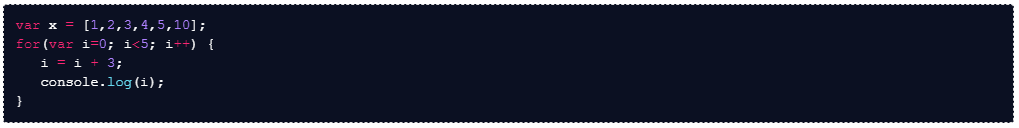 var x = [1,2,3,4,5,10];
for(var i=0; i<5; i++) {
   i = i + 3;
   console.log(i);
}